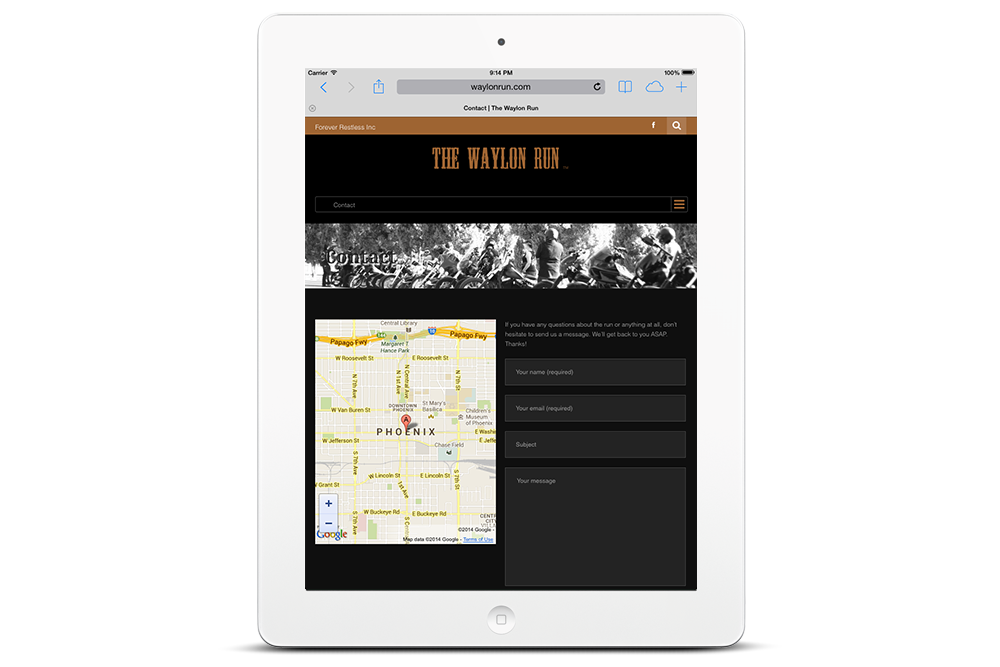 Carrier 9:14 PM 100%
waylonrun.com
Contact | The Waylon Run
Forever Restless Inc f
THE WAYLON RUN
Contact
Contact
If you have any questions about the run or anything at all, don't
hesitate to send us a message. We'll get back to you ASAP.
Thanks!
Your name (required)
Your email (required)
Subject
Your message
Central Library
10
Papago Fwy
Papago Fwy
Margaret T
Hance Park
W Roosevelt St
E Roosevelt St
N 7th Ave
N 1st Ave
N Central Ave
N 7th St
DOWNTOWN
PHOENIX
St Mary's
Basilica
W Van Buren St
Children's
Museum
of Phoenix
A
PHOENIX
E Washi
W Jefferson St
E Jeffe
Chase Field
S 7th Ave
W Lincoln St
E Lincoln St
S 7th St
W Grant St
1st Ave
W Buckeye Rd
E Buckeye Rd
S 7th Ave
S Ce
CENT
CITY
+
−
Google
©2014 Google -
Map data ©2014 Google - Terms of Use